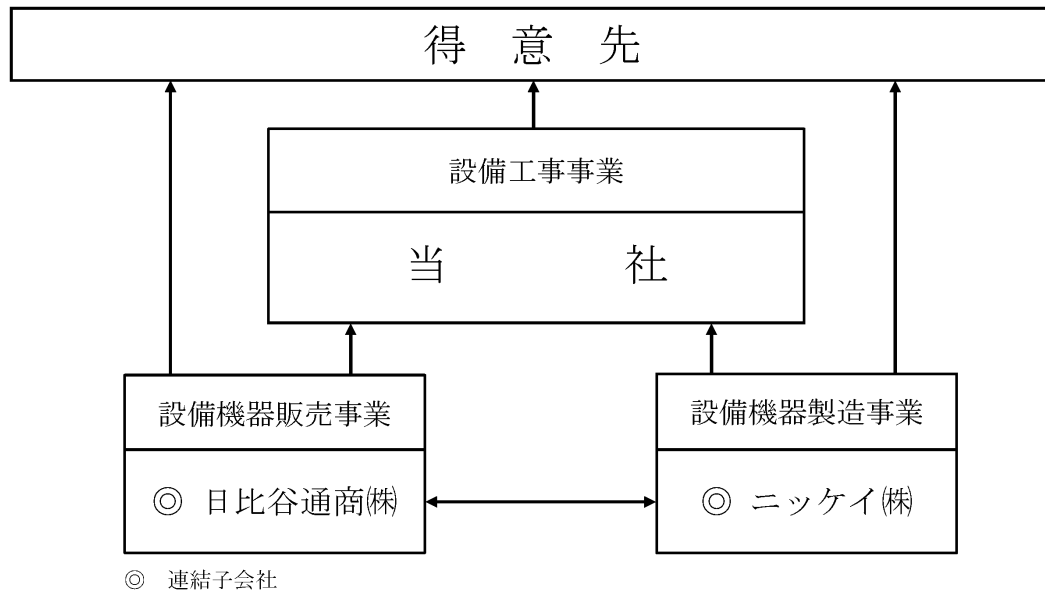 得意先
設備工事事業
当社
設備機器販売事業
設備機器製造事業
◎ 日比谷通商㈱
◎ ニッケイ㈱
◎ 連結子会社